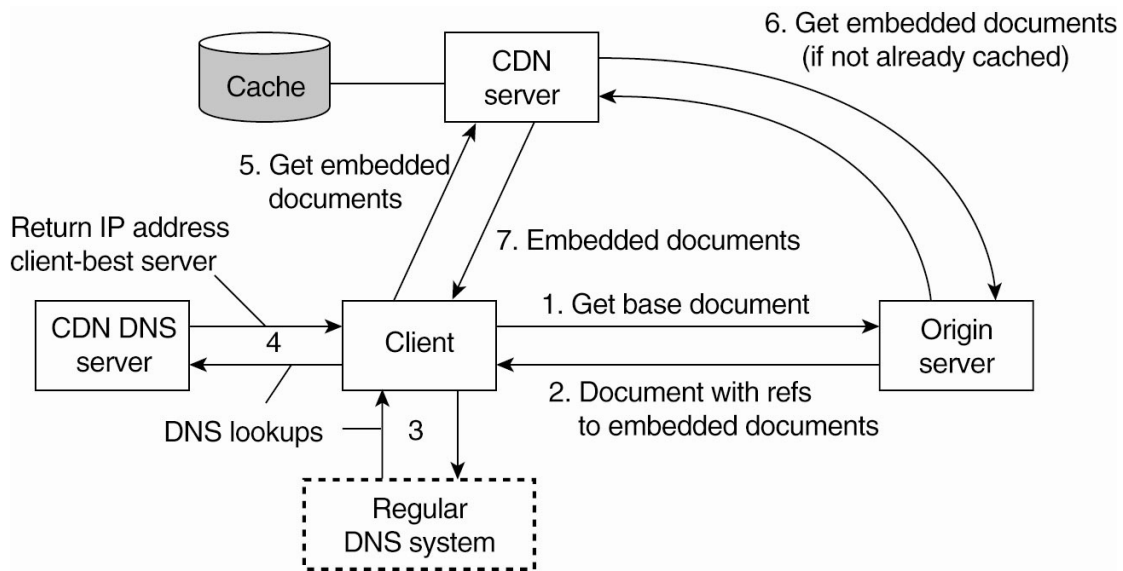 6. Get embedded documents
(if not already cached)
CDN
server
Cache
5. Get embedded
documents
Return IP address
client-best server
7. Embedded documents
1. Get base document
CDN DNS
server
4
Client
Origin
server
2. Document with refs
to embedded documents
DNS lookups
3
Regular
DNS system